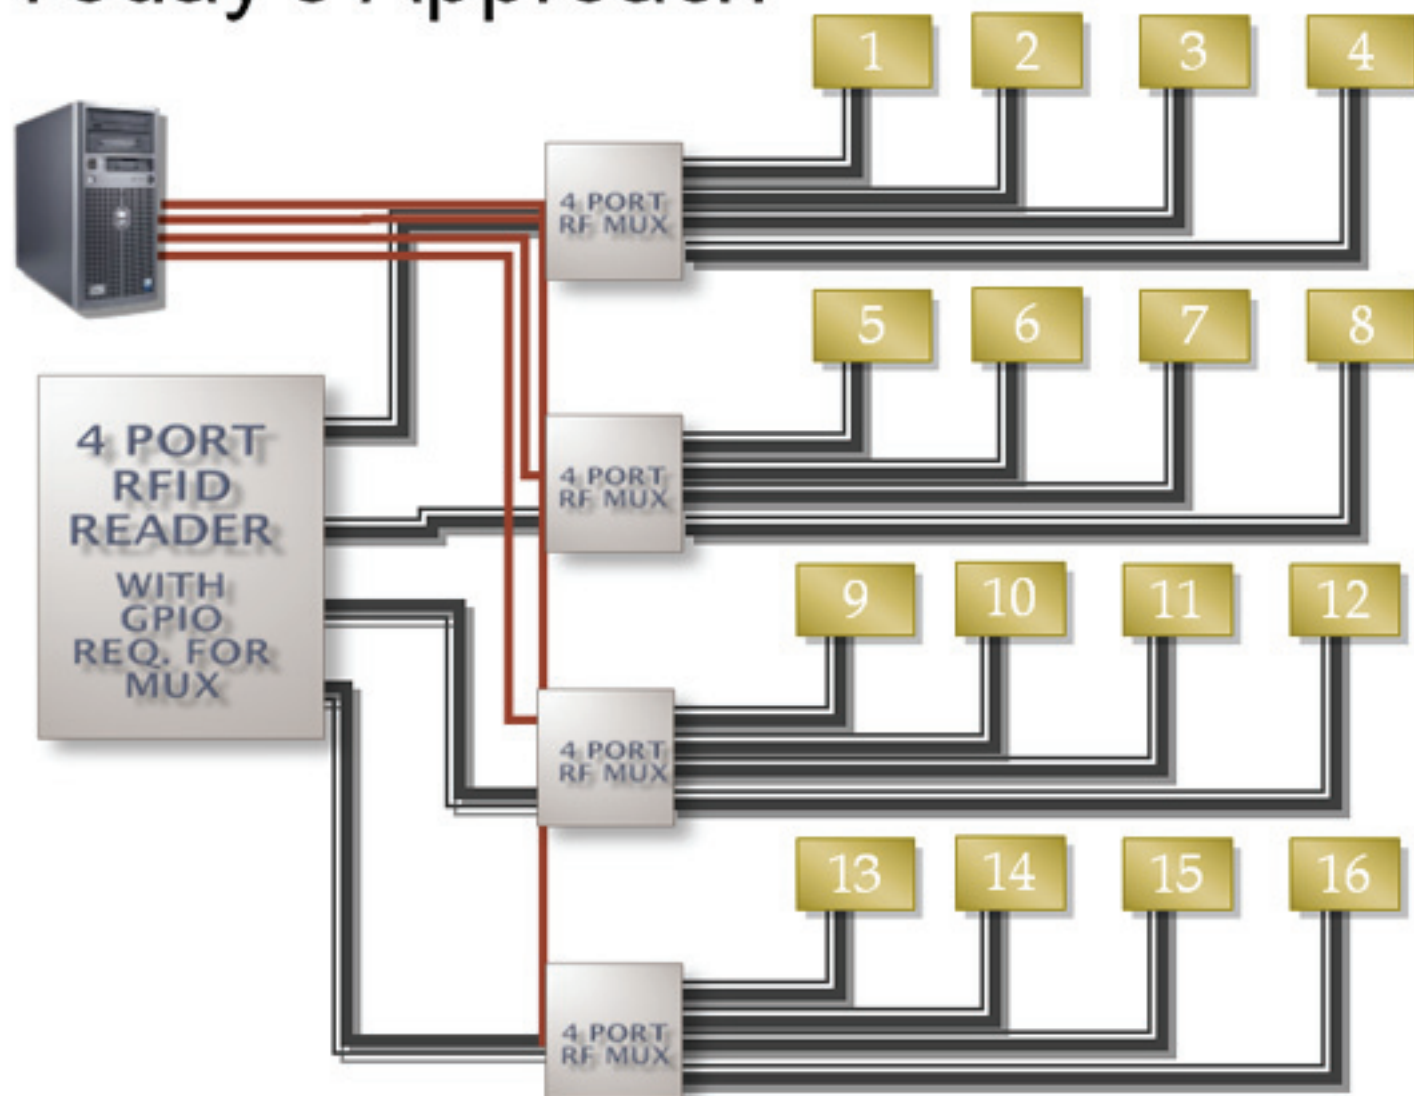 Today's Approach
1 2 3 4
4 PORT
RF MUX
5 6 7 8
4 PORT
RF MUX
4 PORT
RFID
READER
WITH
GPIO
REQ. FOR
MUX
9 10 11 12
4 PORT
RF MUX
13 14 15 16
4 PORT
RF MUX